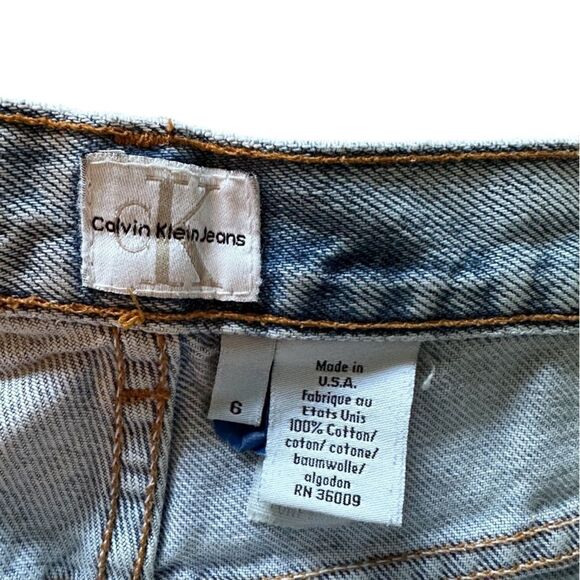 CK
Calvin Klein Jeans
6
Made in
U.S.A.
Fabrique au
Etats Unis
100% Cotton/
coton/ cotone/
baumwolle/
algodon
RN 36009